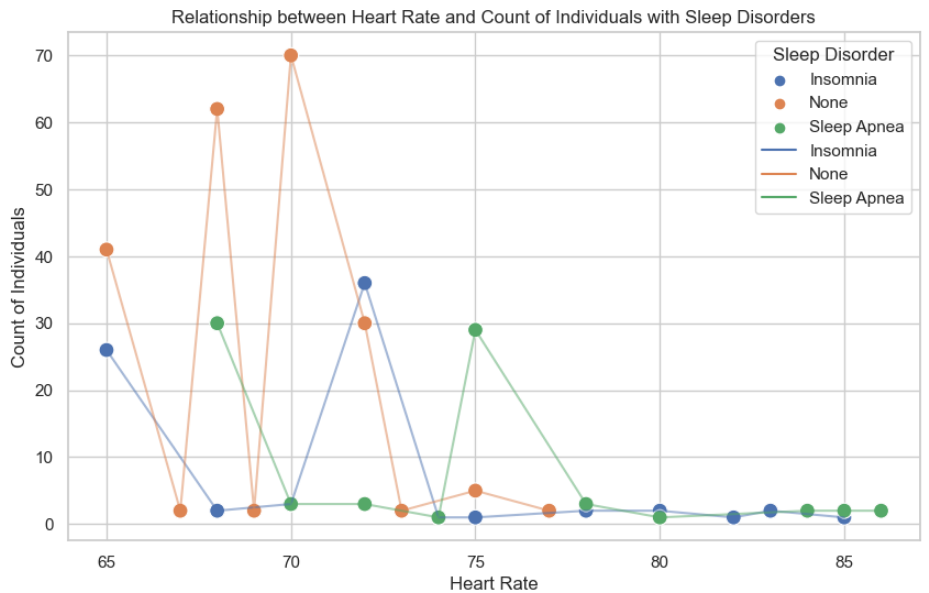 Relationship between Heart Rate and Count of Individuals with Sleep Disorders
70
60
50
40
30
20
10
0
Count of Individuals
65
70
75
80
85
Heart Rate
Sleep Disorder
Insomnia
None
Sleep Apnea
Insomnia
None
Sleep Apnea